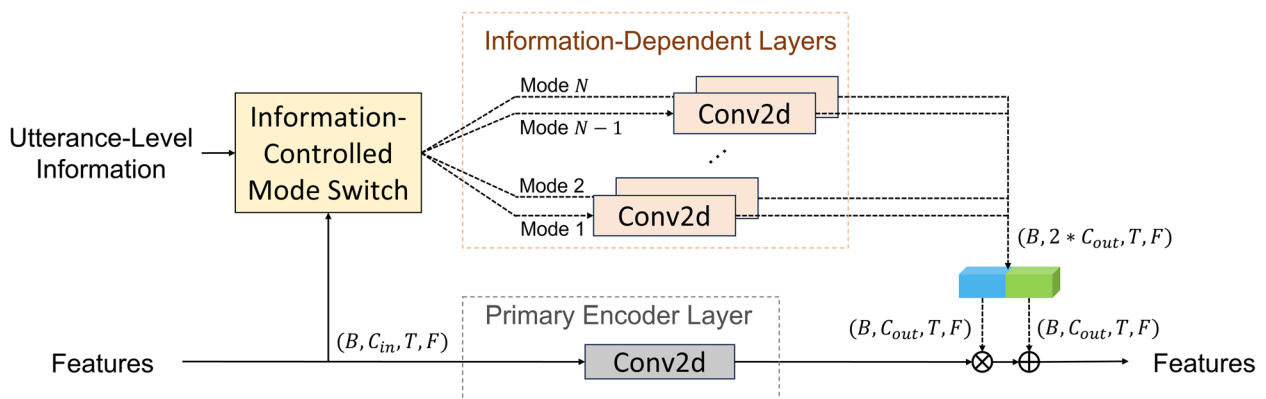 Information-Dependent Layers
Mode N
Conv2d
Mode N − 1
Information-
Controlled
Mode Switch
Utterance-Level
Information
...
Mode 2
Conv2d
Mode 1
(B, 2 * C_out, T, F)
Primary Encoder Layer
(B, C_in, T, F)
(B, C_out, T, F)
(B, C_out, T, F)
Features
Conv2d
Features